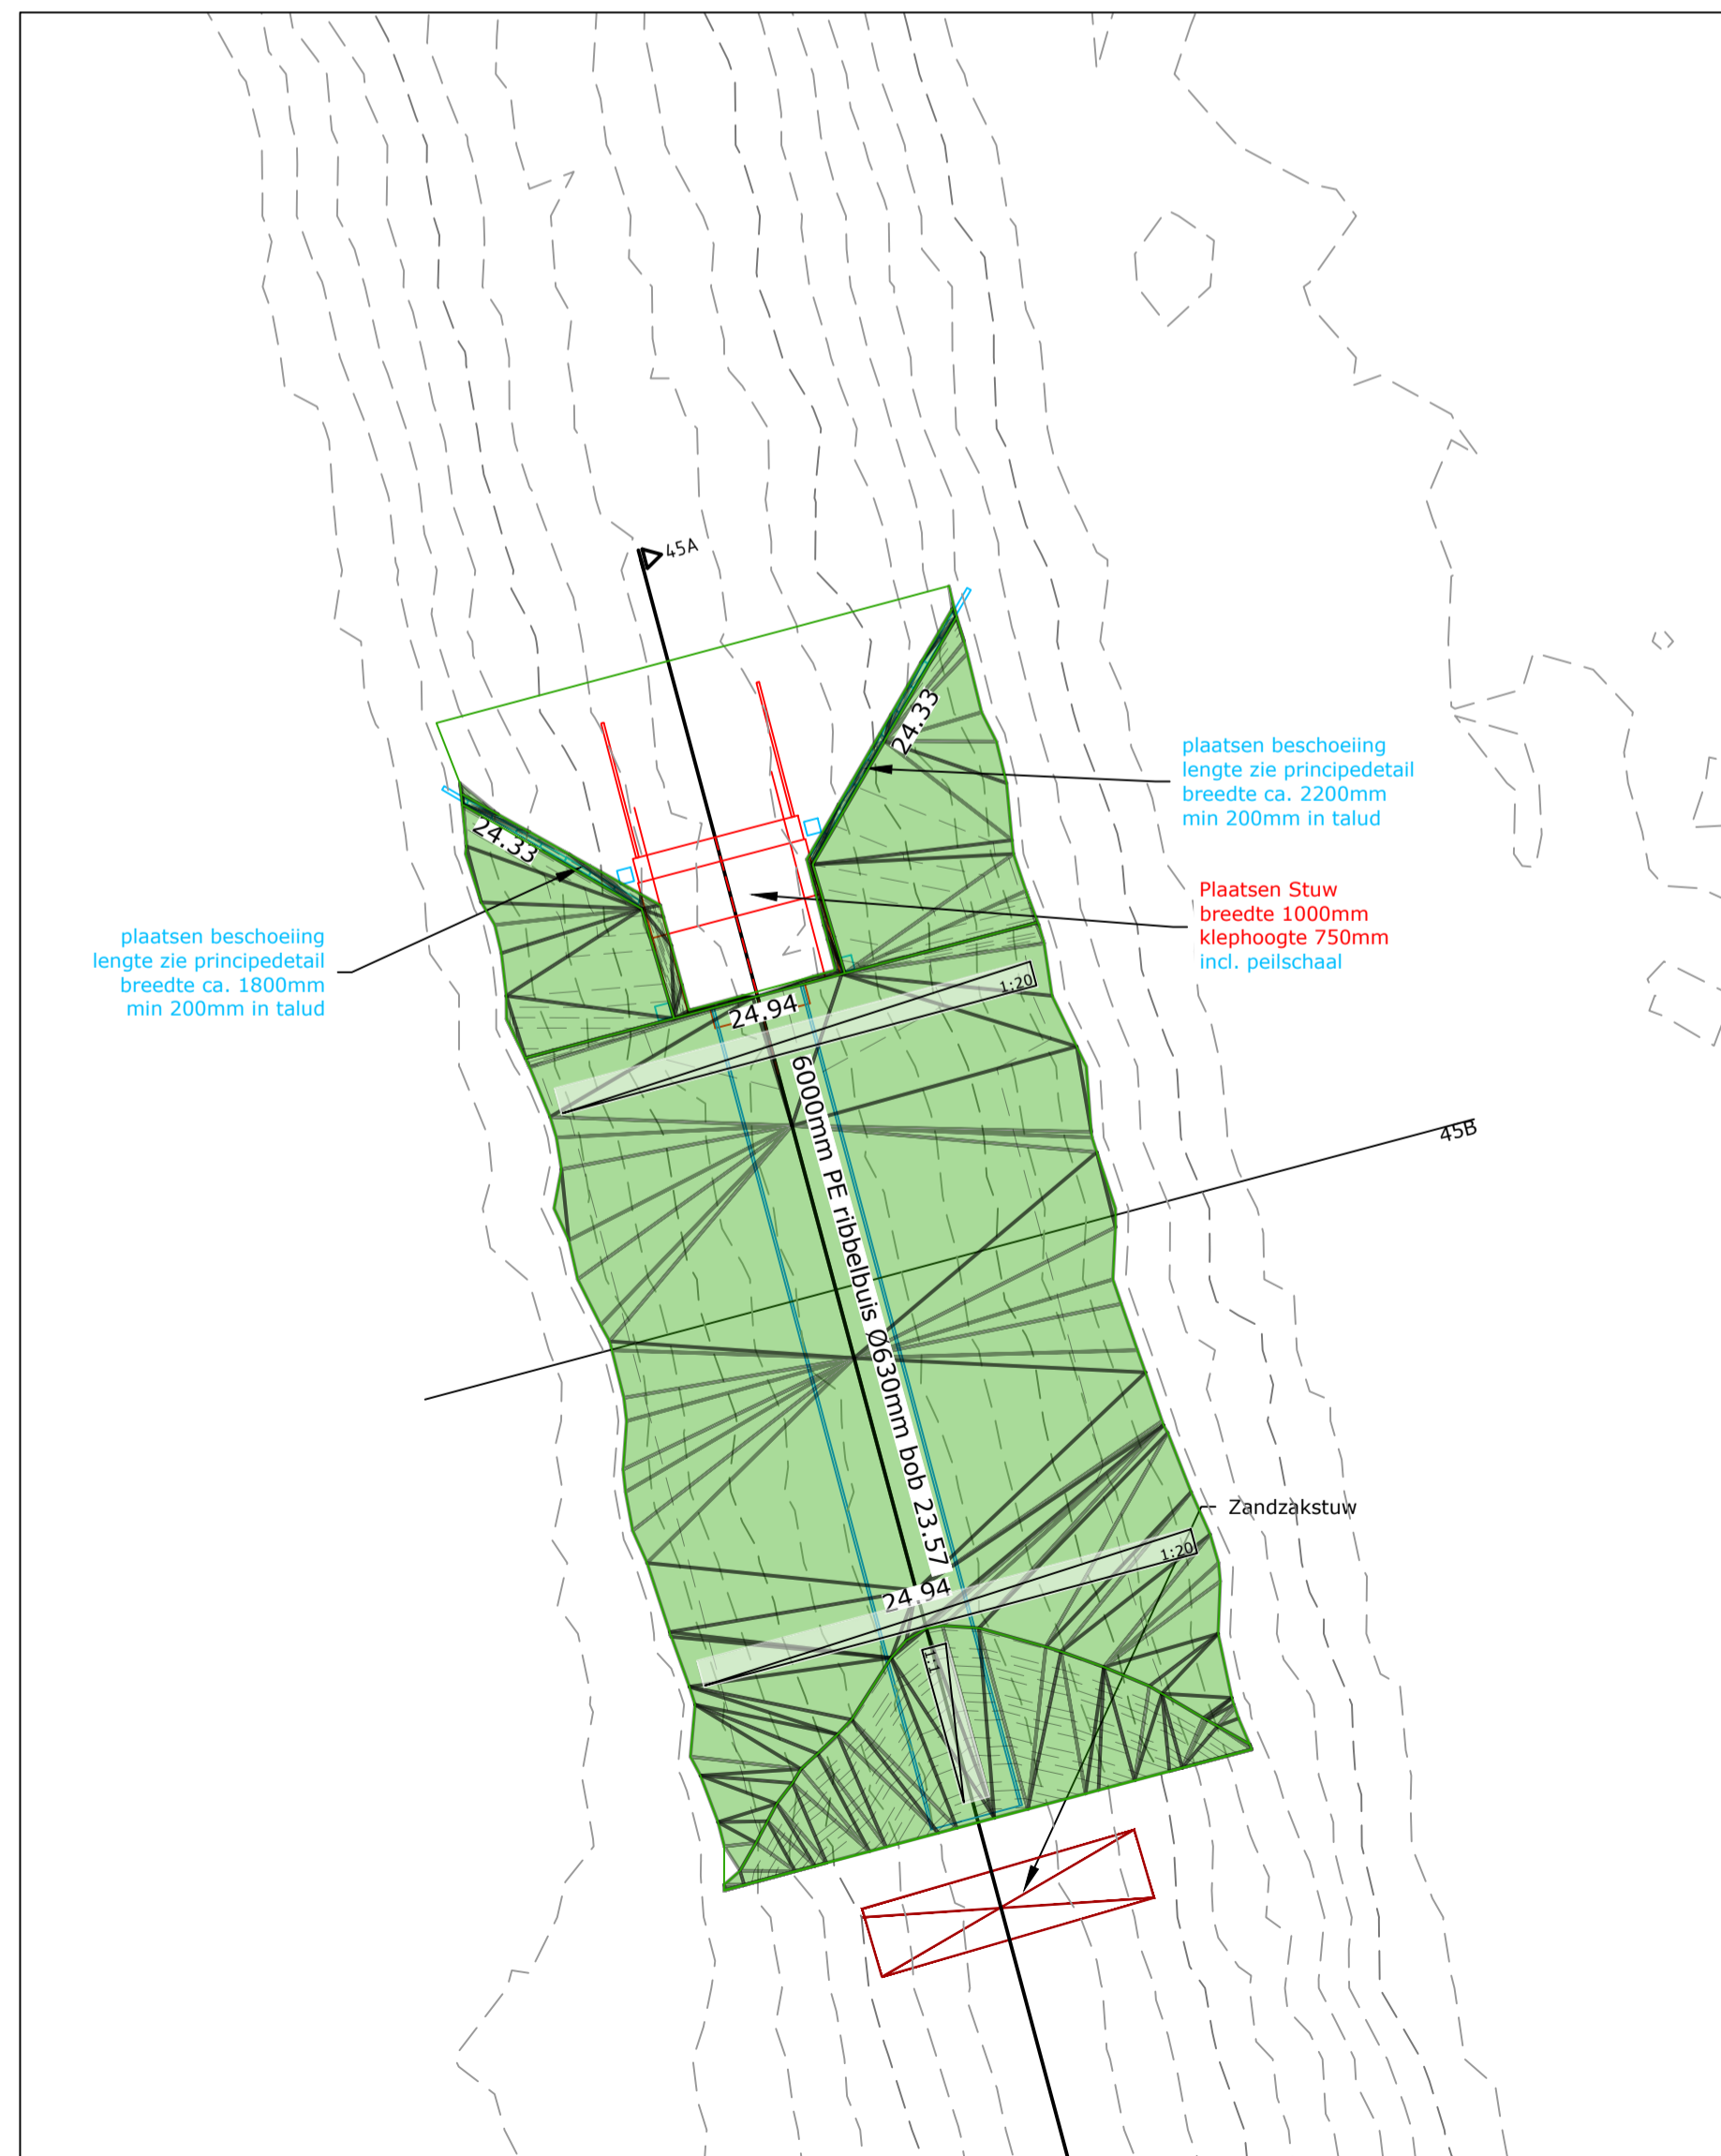 45A
24.33
plaatsen beschoeiing
lengte zie principedetail
breedte ca. 2200mm
min 200mm in talud
24.33
Plaatsen Stuw
breedte 1000mm
klephoogte 750mm
incl. peilschaal
plaatsen beschoeiing
lengte zie principedetail
breedte ca. 1800mm
min 200mm in talud
1:20
24.94
6000mm PE ribbelbuis Ø630mm bob 23.57
45B
Zandzakstuw
1:20
24.94
1:1